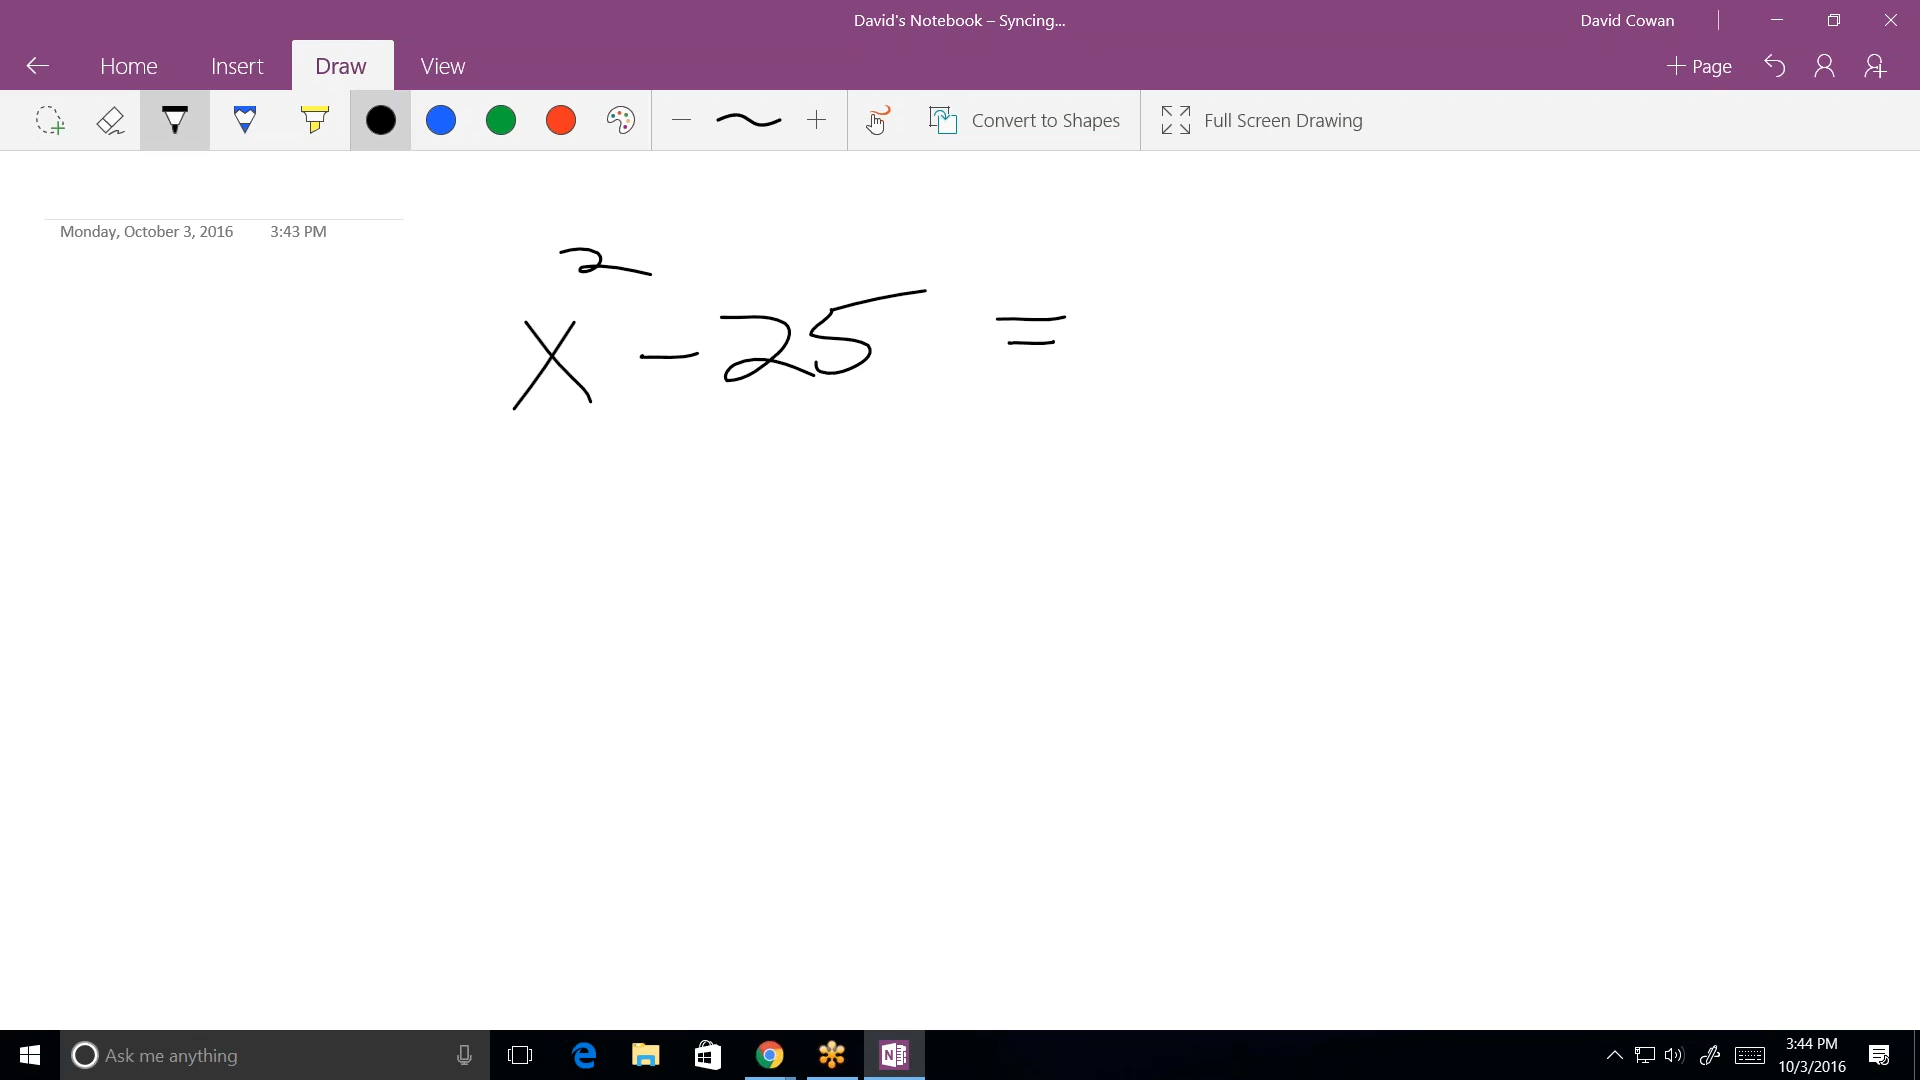 David's Notebook – Syncing...
David Cowan
Home Insert Draw View
Page
Convert to Shapes
Full Screen Drawing
Monday, October 3, 2016 3:43 PM
x² - 25 =
Ask me anything
N
3:44 PM
10/3/2016